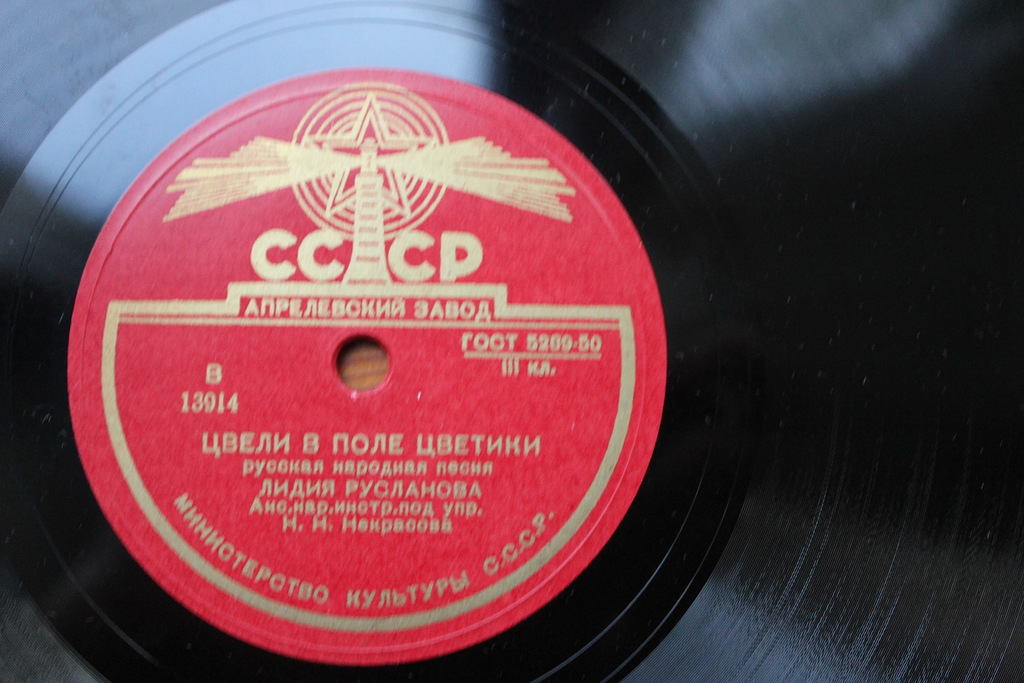 СССР
АПРЕЛЕВСКИЙ ЗАВОД
ГОСТ 5289-50
III кл.
В
13914
ЦВЕЛИ В ПОЛЕ ЦВЕТИКИ
русская народная песня
ЛИДИЯ РУСЛАНОВА
Анс.нар.инстр.под упр.
Н. Н. Некрасова
МИНИСТЕРСТВО КУЛЬТУРЫ С.С.С.Р.